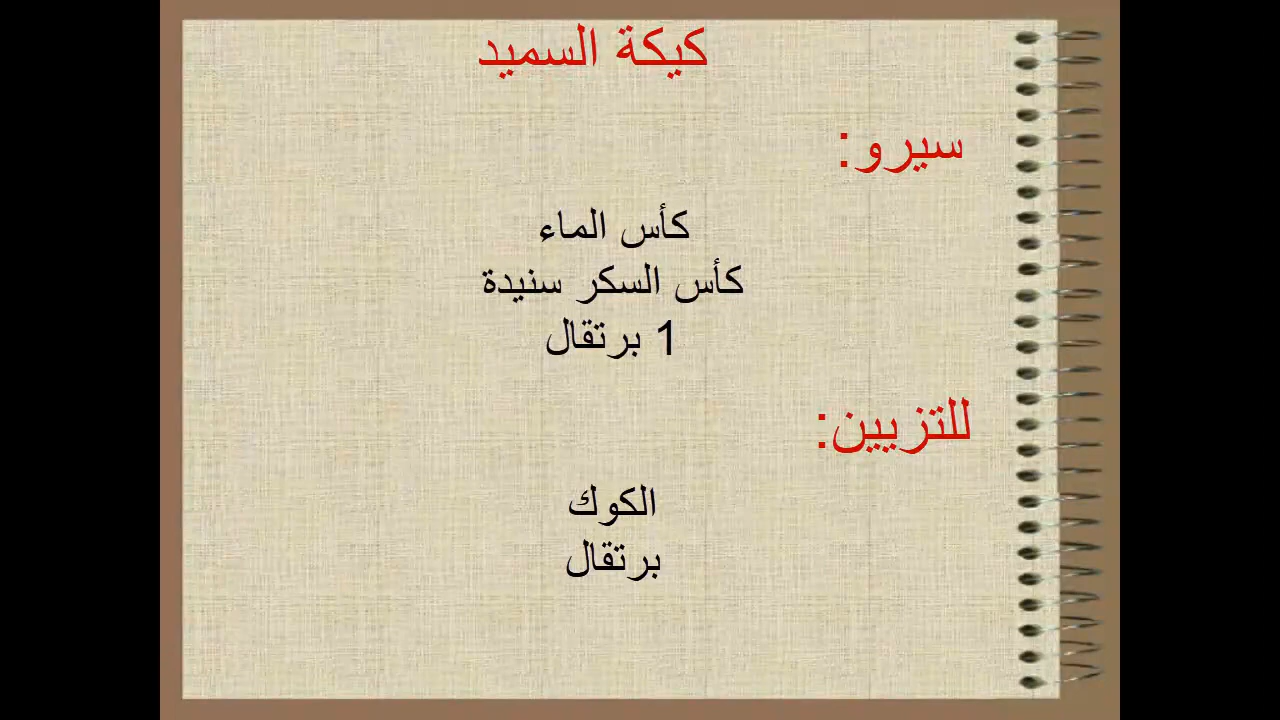 كيكة السميد
سيرو:
كأس الماء
كأس السكر سنيدة
1 برتقال
للتزيين:
الكوك
برتقال